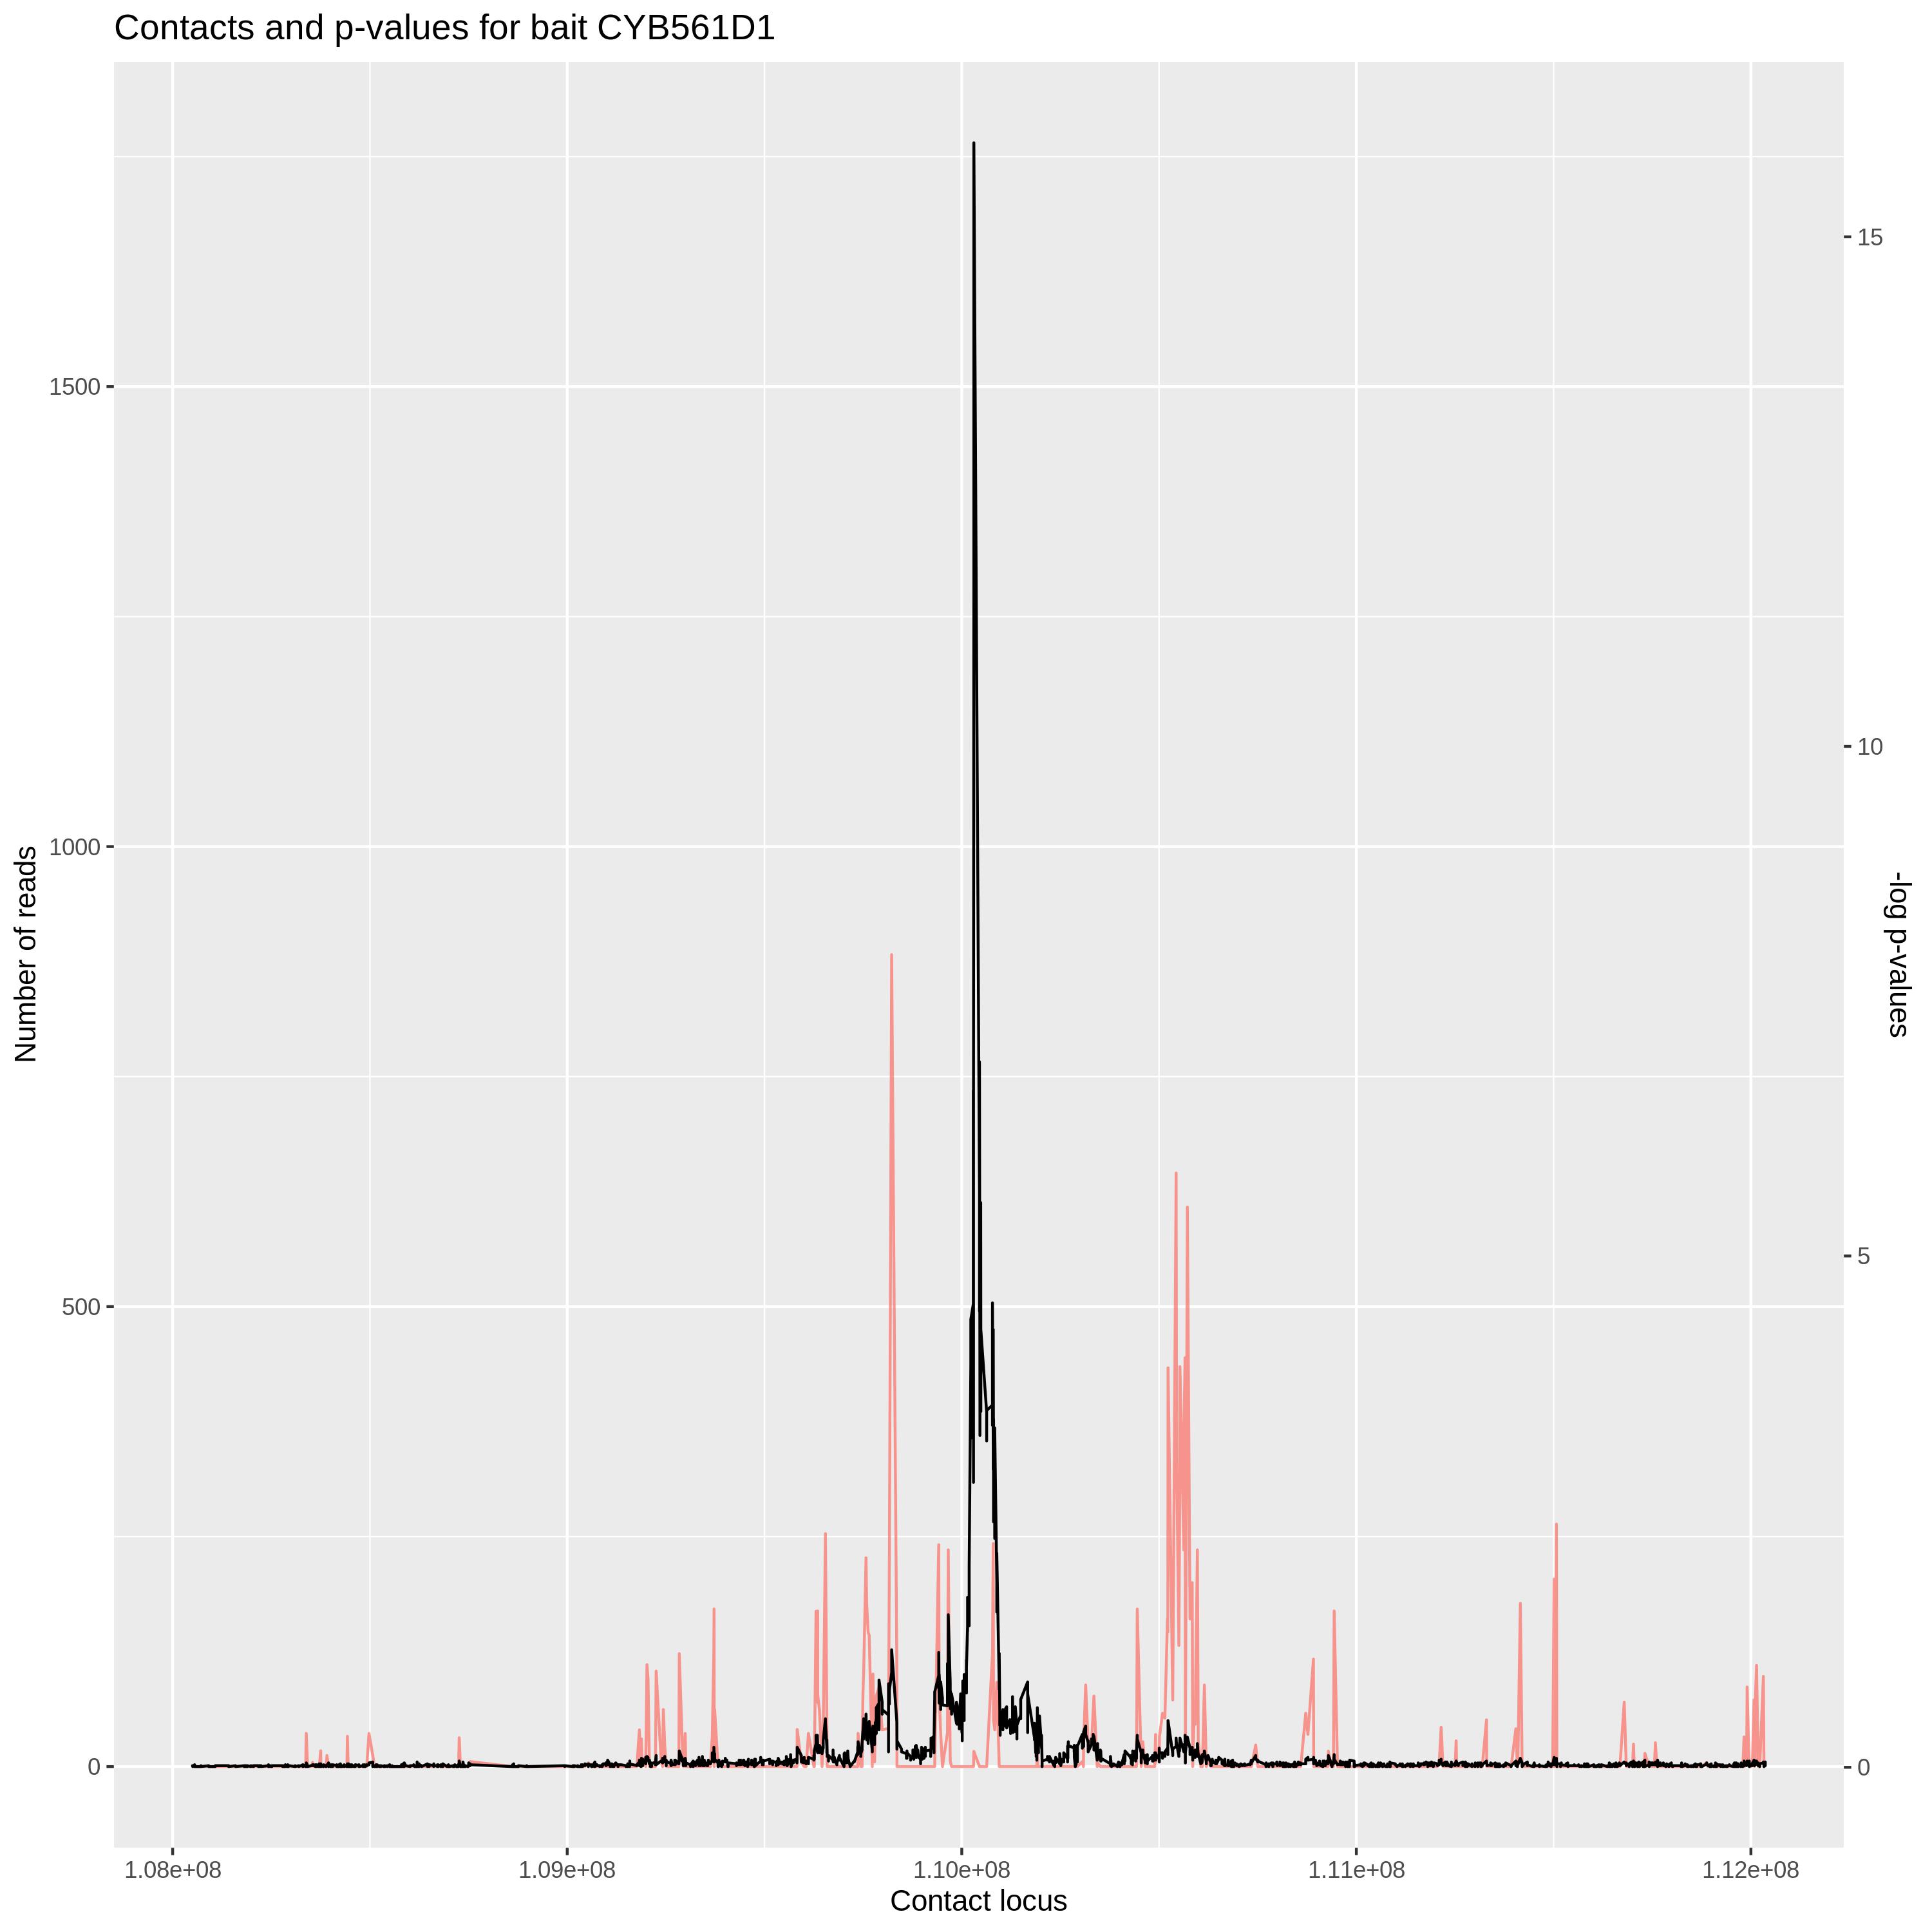 Contacts and p-values for bait CYB561D1
Number of reads
1500
1000
500
0
15
10
5
0
-log p-values
1.08e+08
1.09e+08
1.10e+08
1.11e+08
1.12e+08
Contact locus